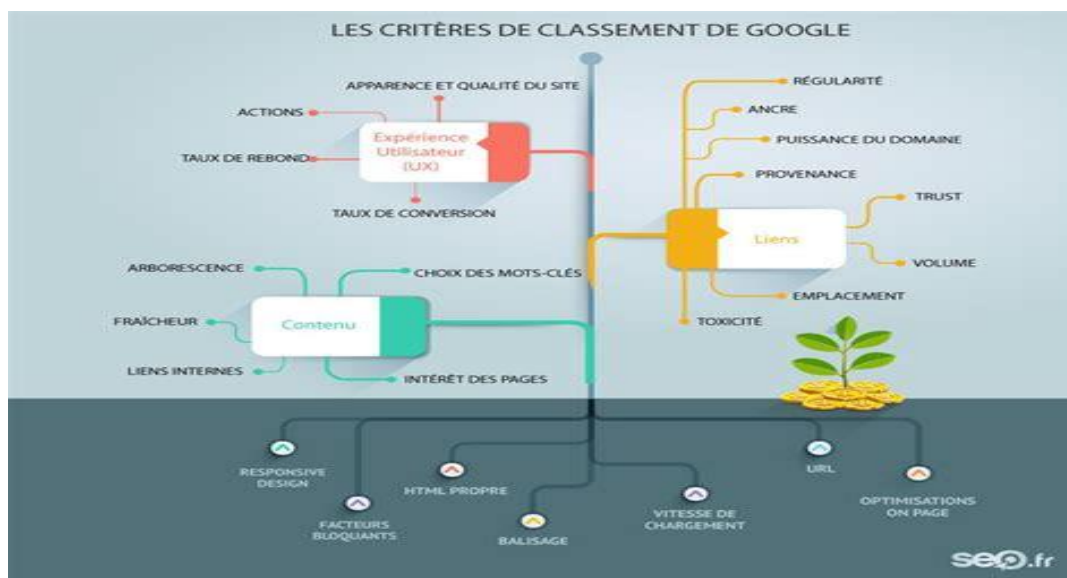 LES CRITÈRES DE CLASSEMENT DE GOOGLE
APPARENCE ET QUALITÉ DU SITE
ACTIONS
Expérience
Utilisateur
(UX)
TAUX DE REBOND
TAUX DE CONVERSION
RÉGULARITÉ
ANCRE
PUISSANCE DU DOMAINE
PROVENANCE
TRUST
Liens
VOLUME
EMPLACEMENT
TOXICITÉ
ARBORESCENCE
CHOIX DES MOTS-CLÉS
FRAÎCHEUR
Contenu
LIENS INTERNES
INTÉRÊT DES PAGES
RESPONSIVE
DESIGN
FACTEURS
BLOQUANTS
HTML PROPRE
BALISAGE
VITESSE DE
CHARGEMENT
URL
OPTIMISATIONS
ON PAGE
seo.fr